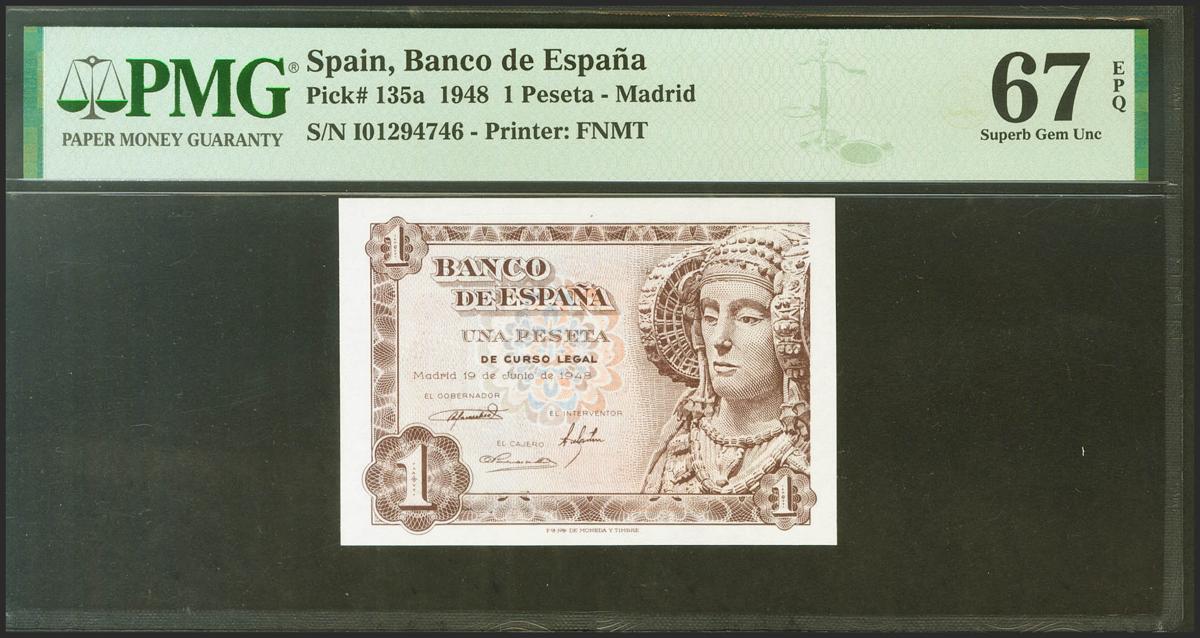 PMG®
PAPER MONEY GUARANTY
Spain, Banco de España
Pick# 135a 1948 1 Peseta - Madrid
S/N I01294746 - Printer: FNMT
67
EPQ
Superb Gem Unc
1
BANCO
DE ESPAÑA
UNA PESETA
DE CURSO LEGAL
Madrid 19 de Junio de 1948
EL GOBERNADOR
EL INTERVENTOR
EL CAJERO
1
1
DE MONEDA Y TIMBRE